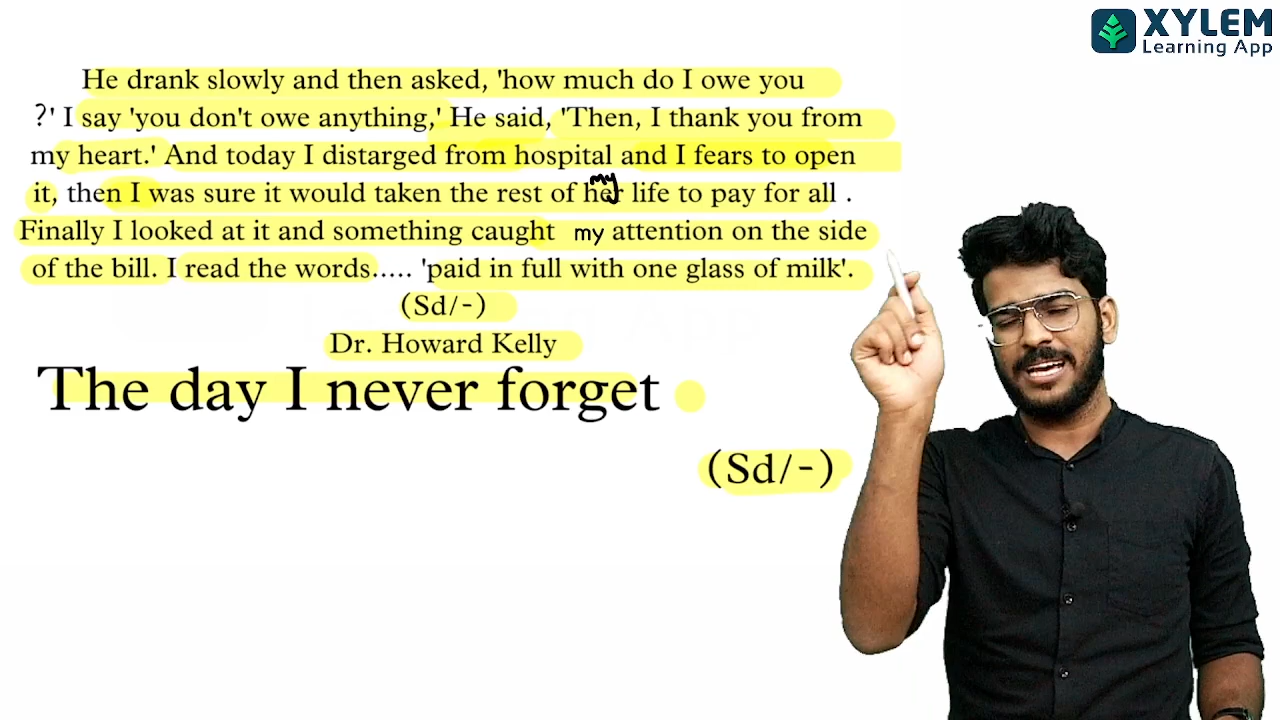 XYLEM
Learning App
He drank slowly and then asked, 'how much do I owe you
?' I say 'you don't owe anything,' He said, 'Then, I thank you from
my heart.' And today I distarged from hospital and I fears to open
it, then I was sure it would taken the rest of her my life to pay for all .
Finally I looked at it and something caught my attention on the side
of the bill. I read the words..... 'paid in full with one glass of milk'.
(Sd/-)
Dr. Howard Kelly
The day I never forget
(Sd/-)